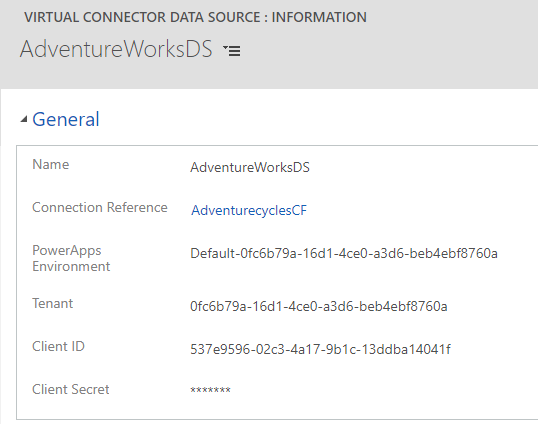 VIRTUAL CONNECTOR DATA SOURCE : INFORMATION
AdventureWorksDS
General
Name AdventureWorksDS
Connection Reference AdventurecyclesCF
PowerApps
Environment Default-0fc6b79a-16d1-4ce0-a3d6-beb4ebf8760a
Tenant 0fc6b79a-16d1-4ce0-a3d6-beb4ebf8760a
Client ID 537e9596-02c3-4a17-9b1c-13ddba14041f
Client Secret *******